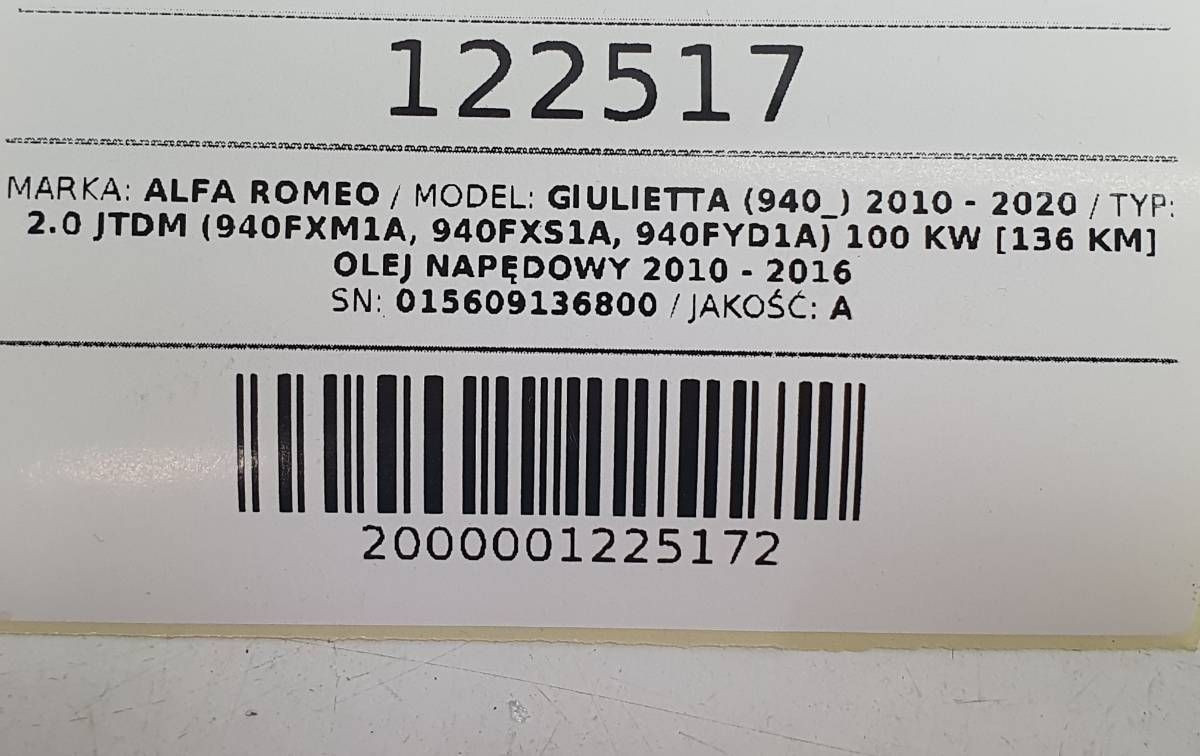 122517
MARKA: ALFA ROMEO / MODEL: GIULIETTA (940_) 2010 - 2020 / TYP:
2.0 JTDM (940FXM1A, 940FXS1A, 940FYD1A) 100 KW [136 KM]
OLEJ NAPĘDOWY 2010 - 2016
SN: 015609136800 / JAKOŚĆ: A
2000001225172